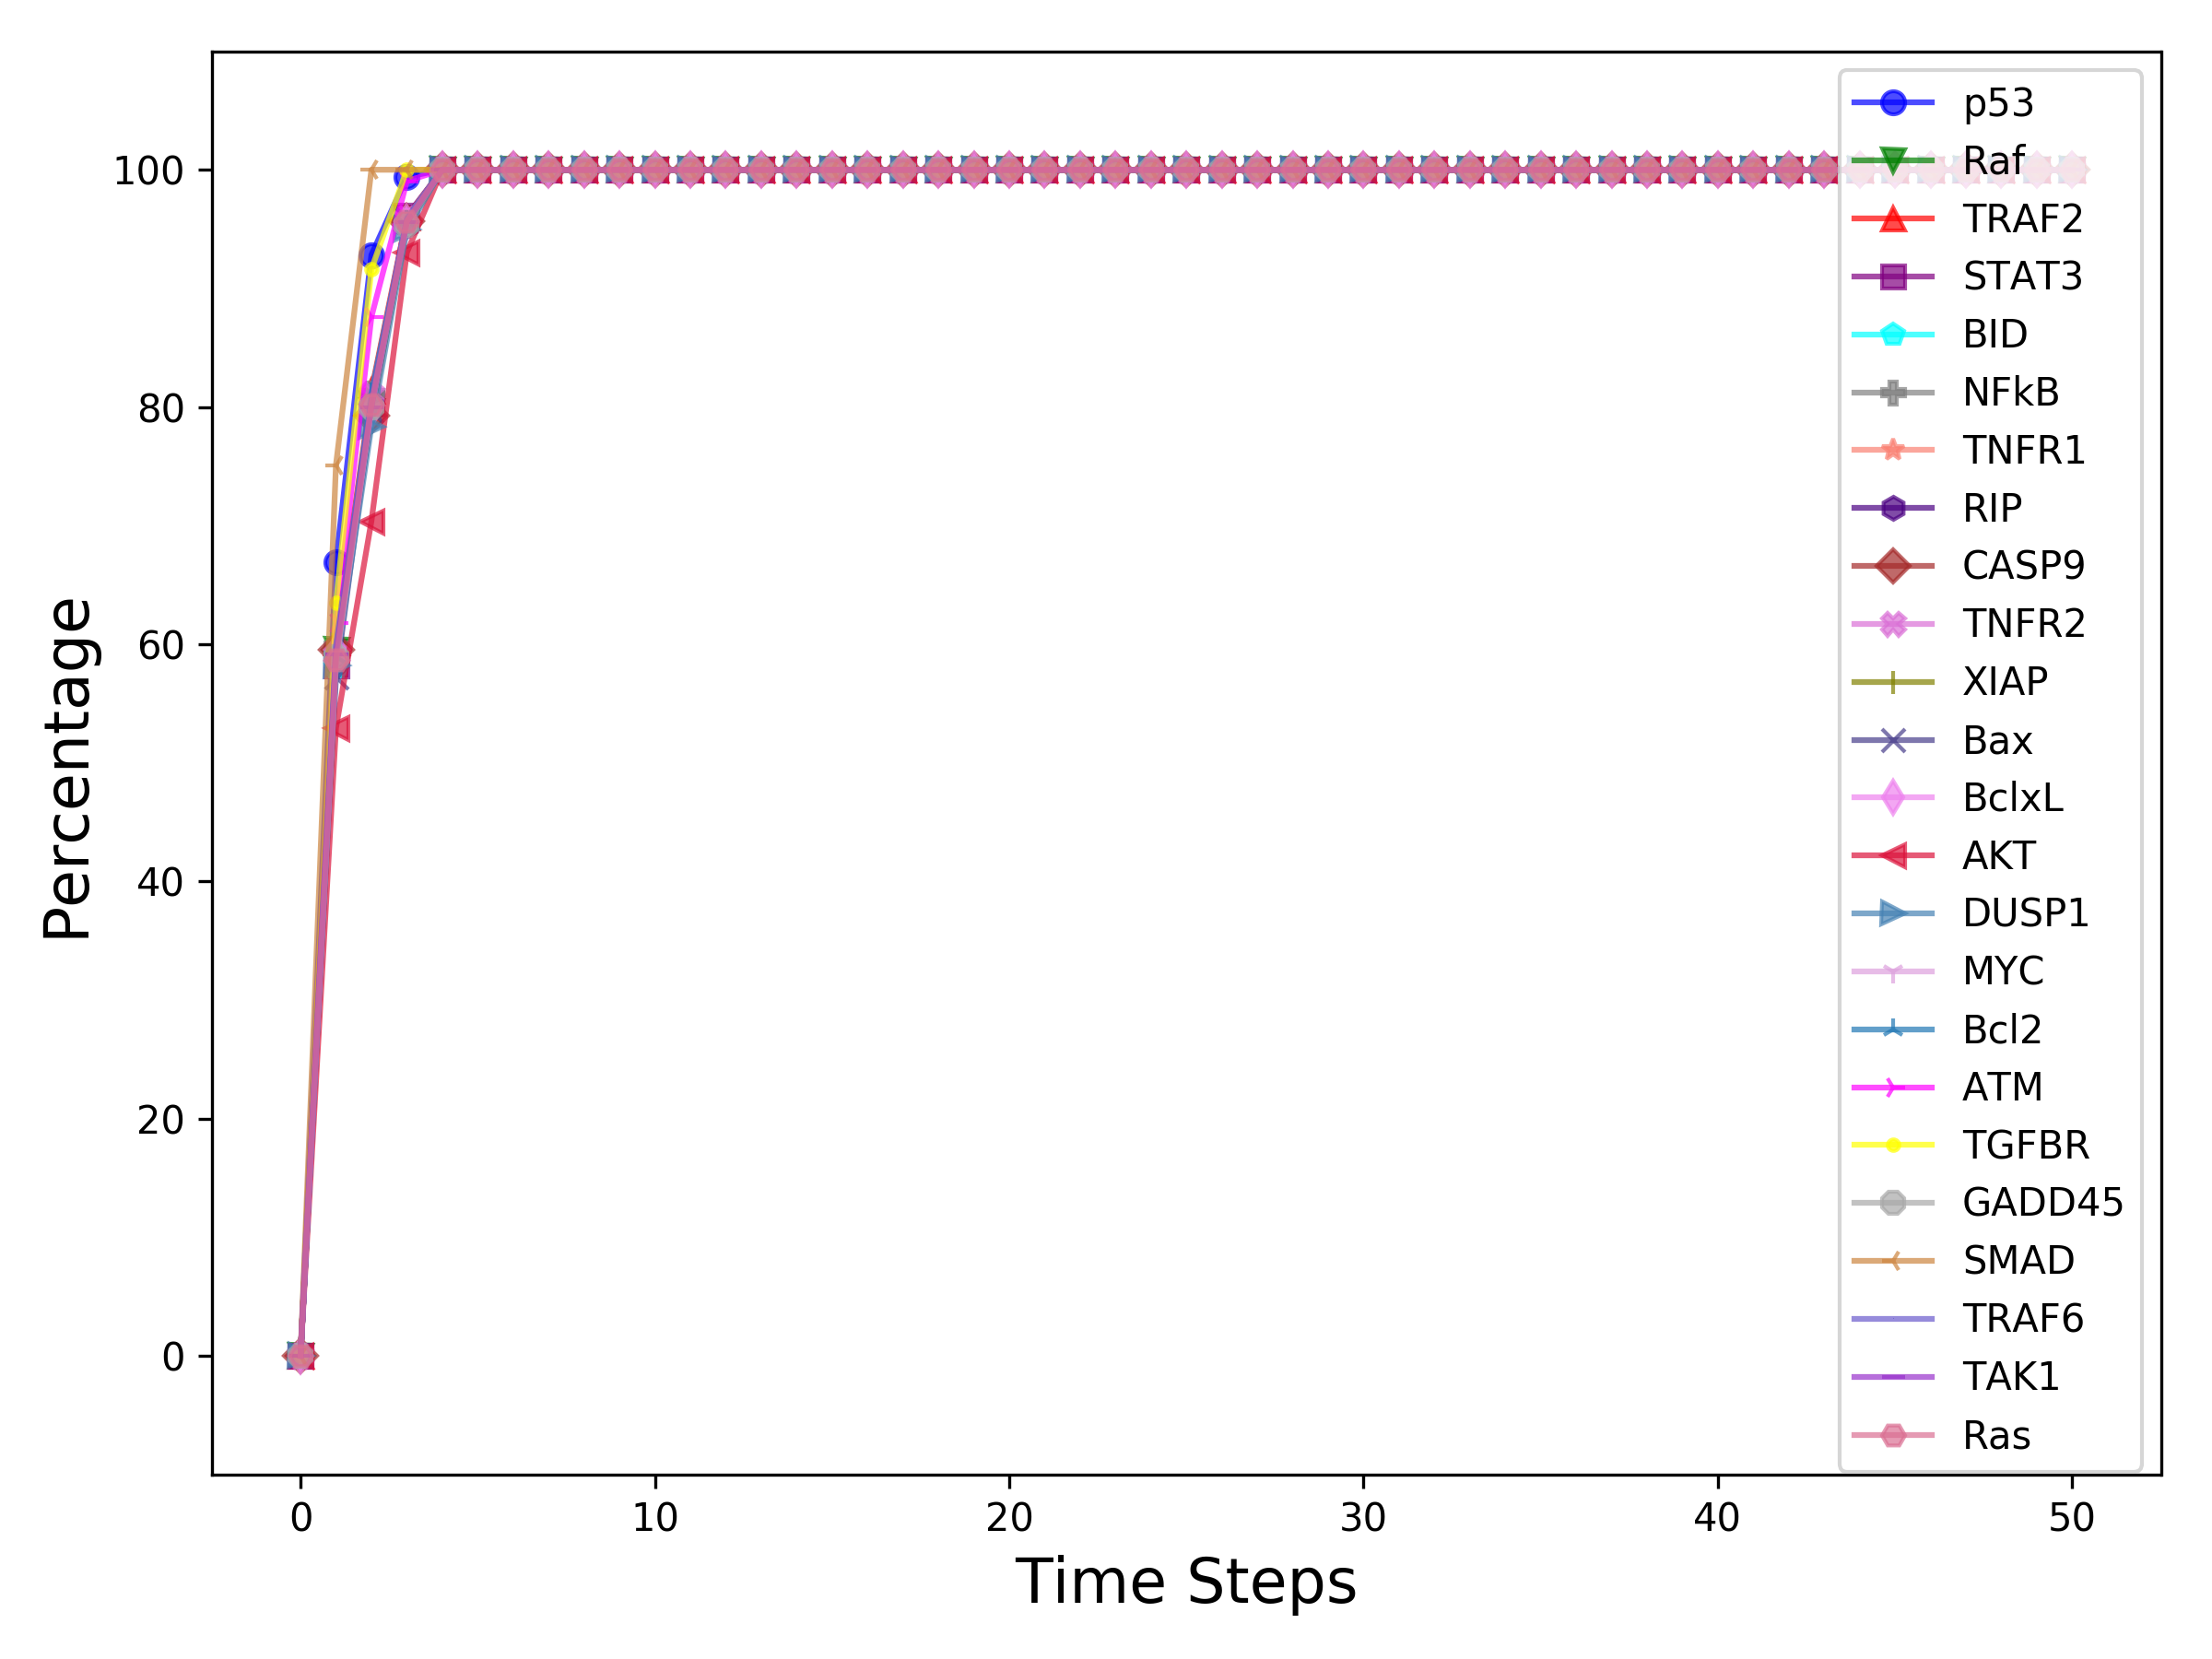 100
80
60
40
20
0
Percentage
0 10 20 30 40 50
Time Steps
p53
Raf
TRAF2
STAT3
BID
NFkB
TNFR1
RIP
CASP9
TNFR2
XIAP
Bax
BclxL
AKT
DUSP1
MYC
Bcl2
ATM
TGFBR
GADD45
SMAD
TRAF6
TAK1
Ras